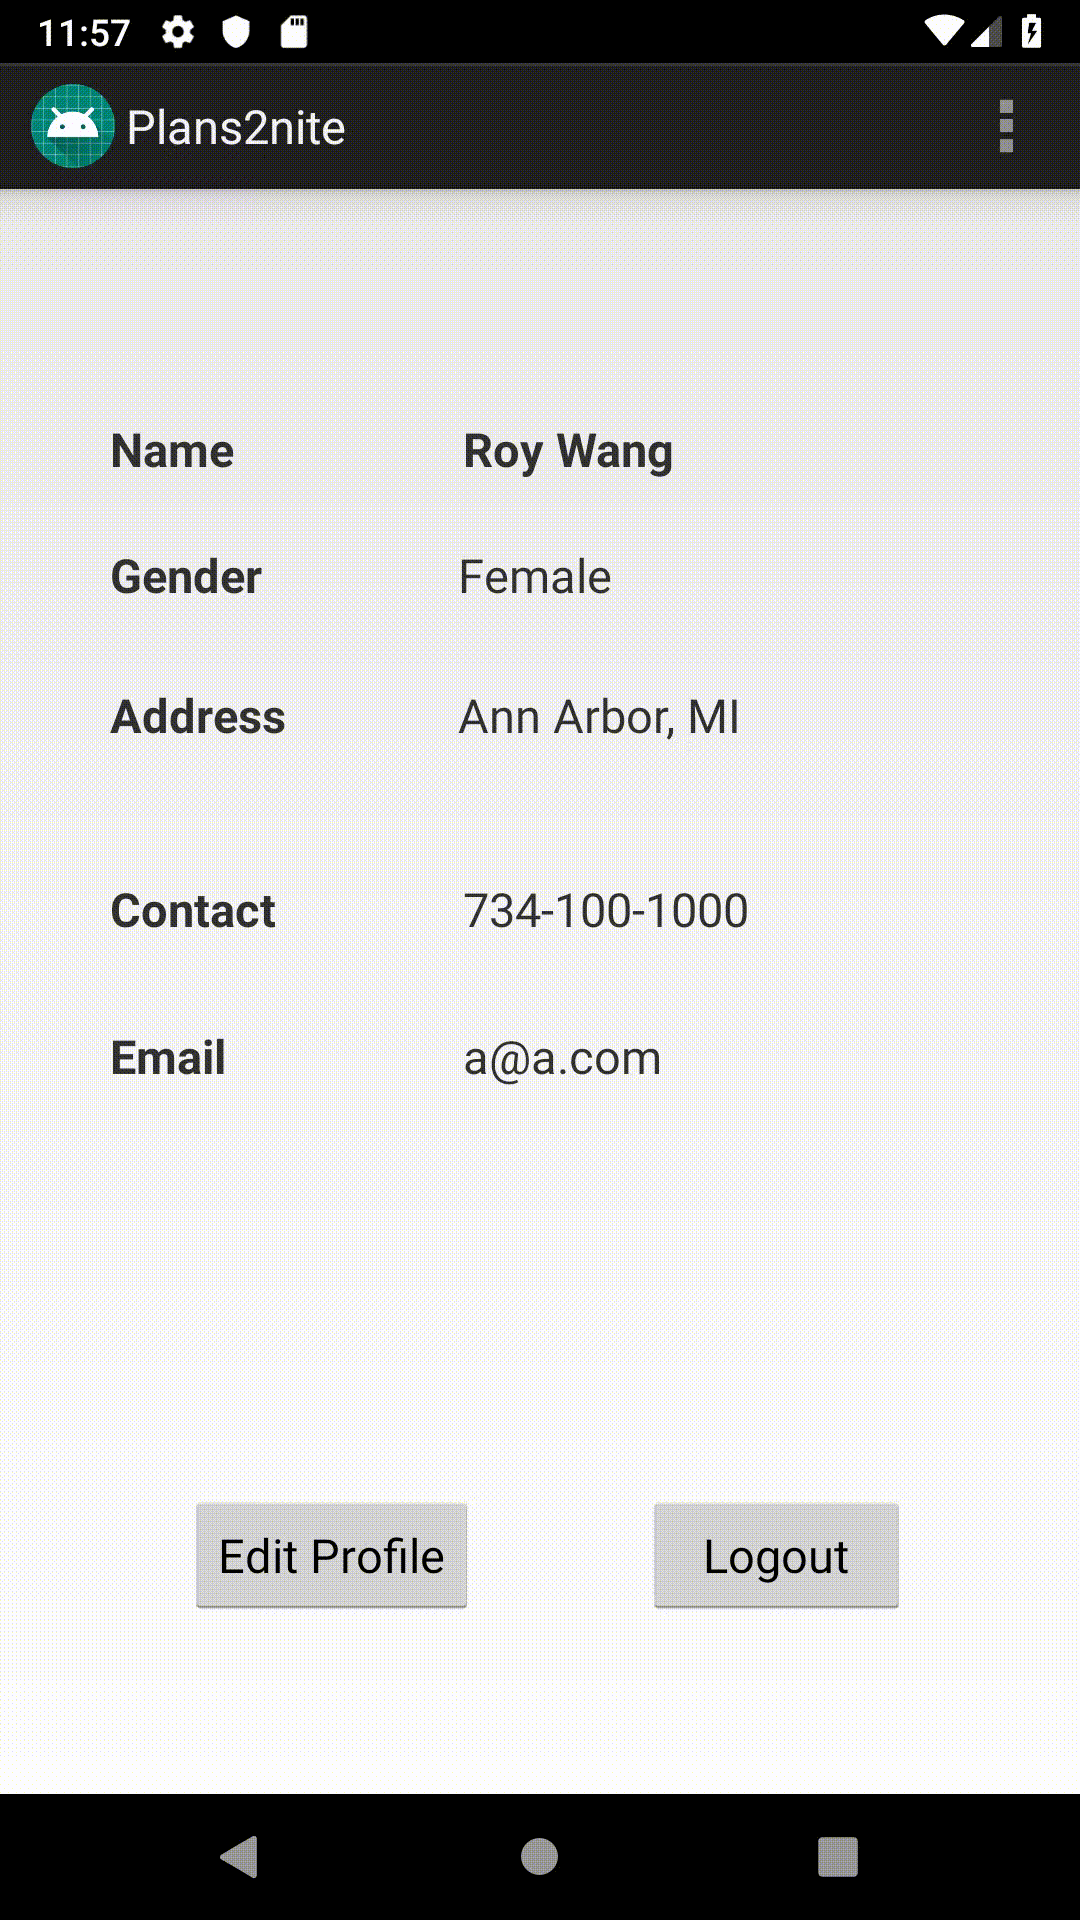 11:57
Plans2nite
Name Roy Wang
Gender Female
Address Ann Arbor, MI
Contact 734-100-1000
Email a@a.com
Edit Profile Logout